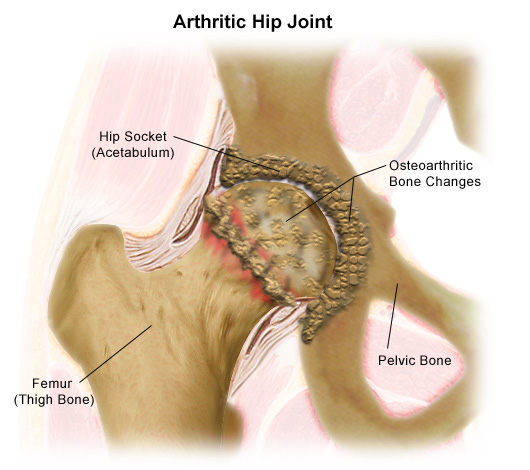 Arthritic Hip Joint
Hip Socket
(Acetabulum)
Osteoarthritic
Bone Changes
Pelvic Bone
Femur
(Thigh Bone)